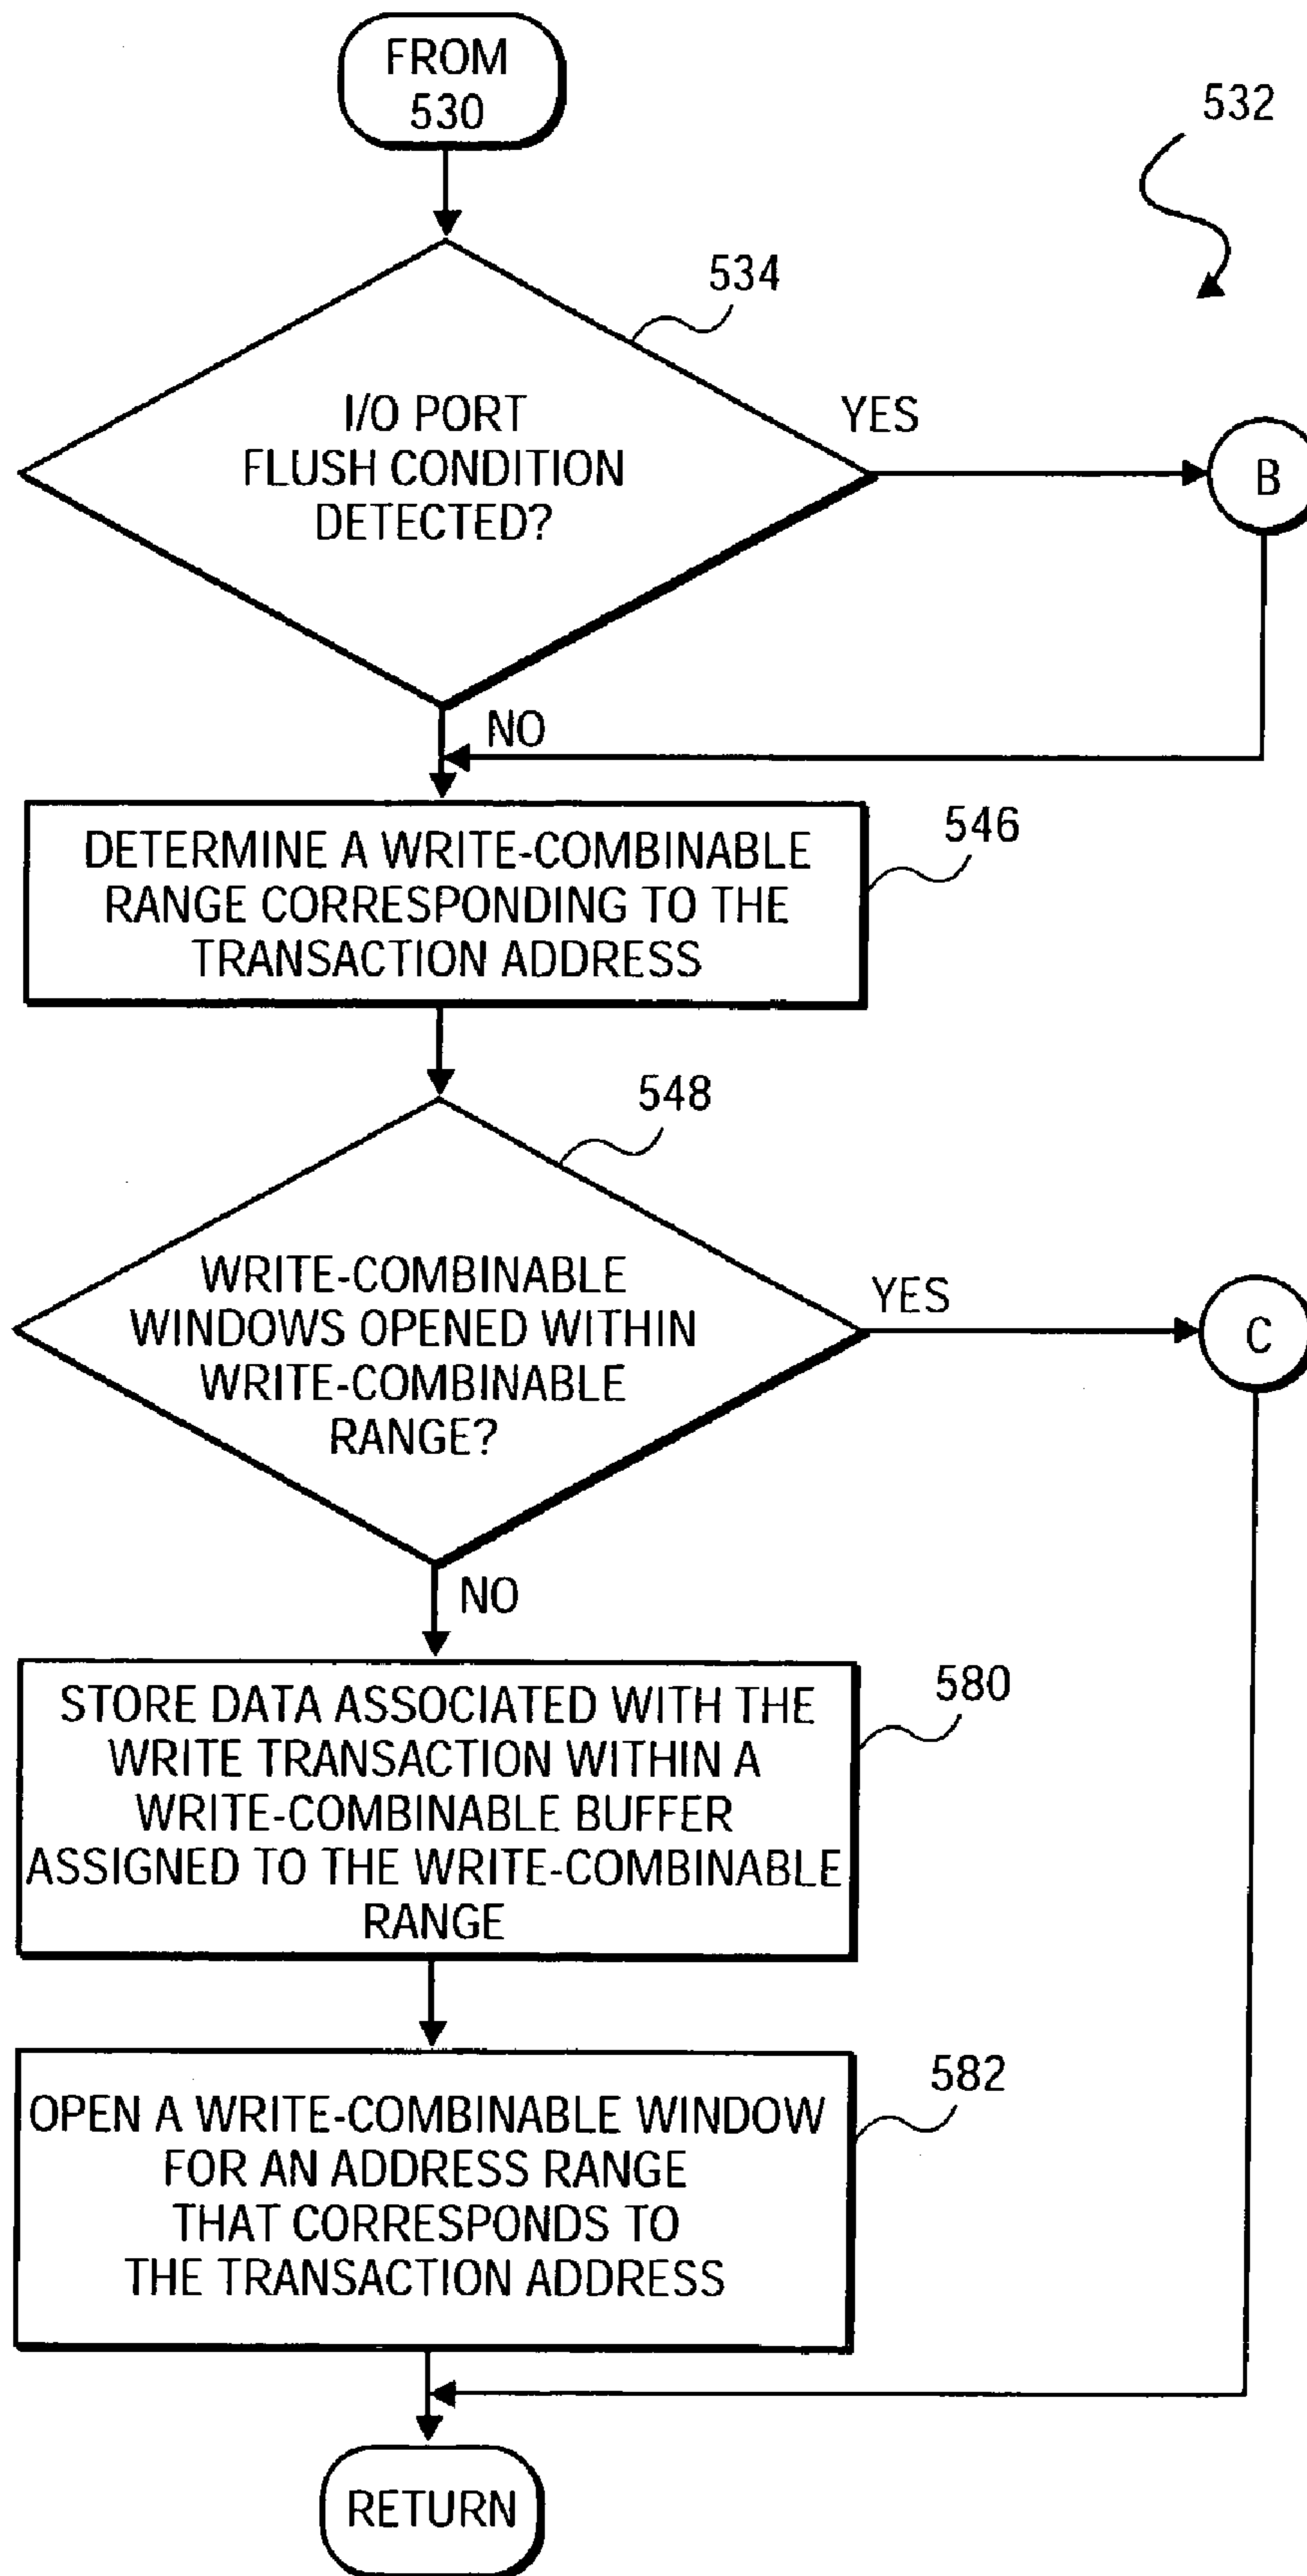 FROM
530
532
534
I/O PORT
FLUSH CONDITION
DETECTED?
YES
B
NO
546
DETERMINE A WRITE-COMBINABLE
RANGE CORRESPONDING TO THE
TRANSACTION ADDRESS
548
WRITE-COMBINABLE
WINDOWS OPENED WITHIN
WRITE-COMBINABLE
RANGE?
YES
C
NO
580
STORE DATA ASSOCIATED WITH THE
WRITE TRANSACTION WITHIN A
WRITE-COMBINABLE BUFFER
ASSIGNED TO THE WRITE-COMBINABLE
RANGE
582
OPEN A WRITE-COMBINABLE WINDOW
FOR AN ADDRESS RANGE
THAT CORRESPONDS TO
THE TRANSACTION ADDRESS
RETURN